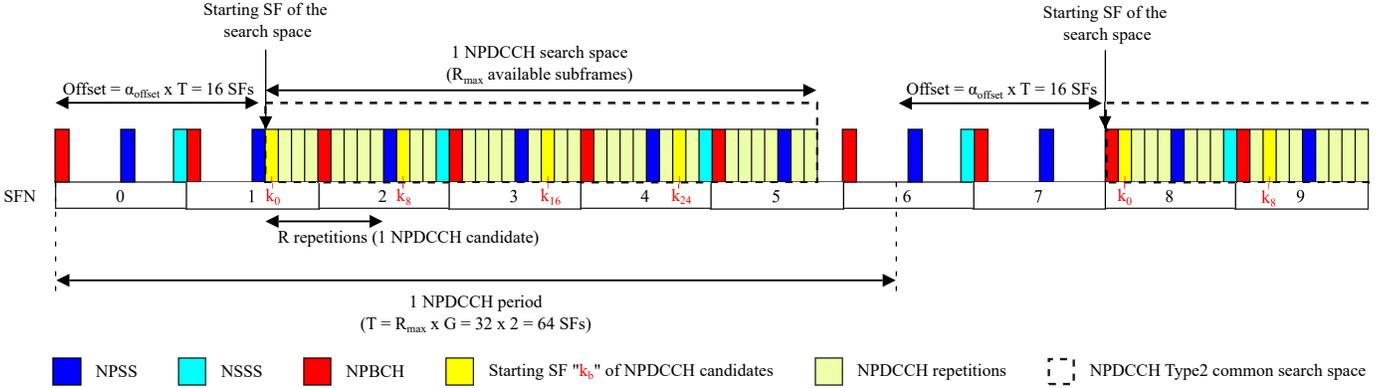 Starting SF of the
search space
Starting SF of the
search space
1 NPDCCH search space
(Rmax available subframes)
Offset = αoffset x T = 16 SFs
Offset = αoffset x T = 16 SFs
SFN 0 1 k0 2 k8 3 k16 4 k24 5 6 7 k0 8 k8 9
R repetitions (1 NPDCCH candidate)
1 NPDCCH period
(T = Rmax x G = 32 x 2 = 64 SFs)
NPSS NSSS NPBCH Starting SF "kb" of NPDCCH candidates NPDCCH repetitions NPDCCH Type2 common search space